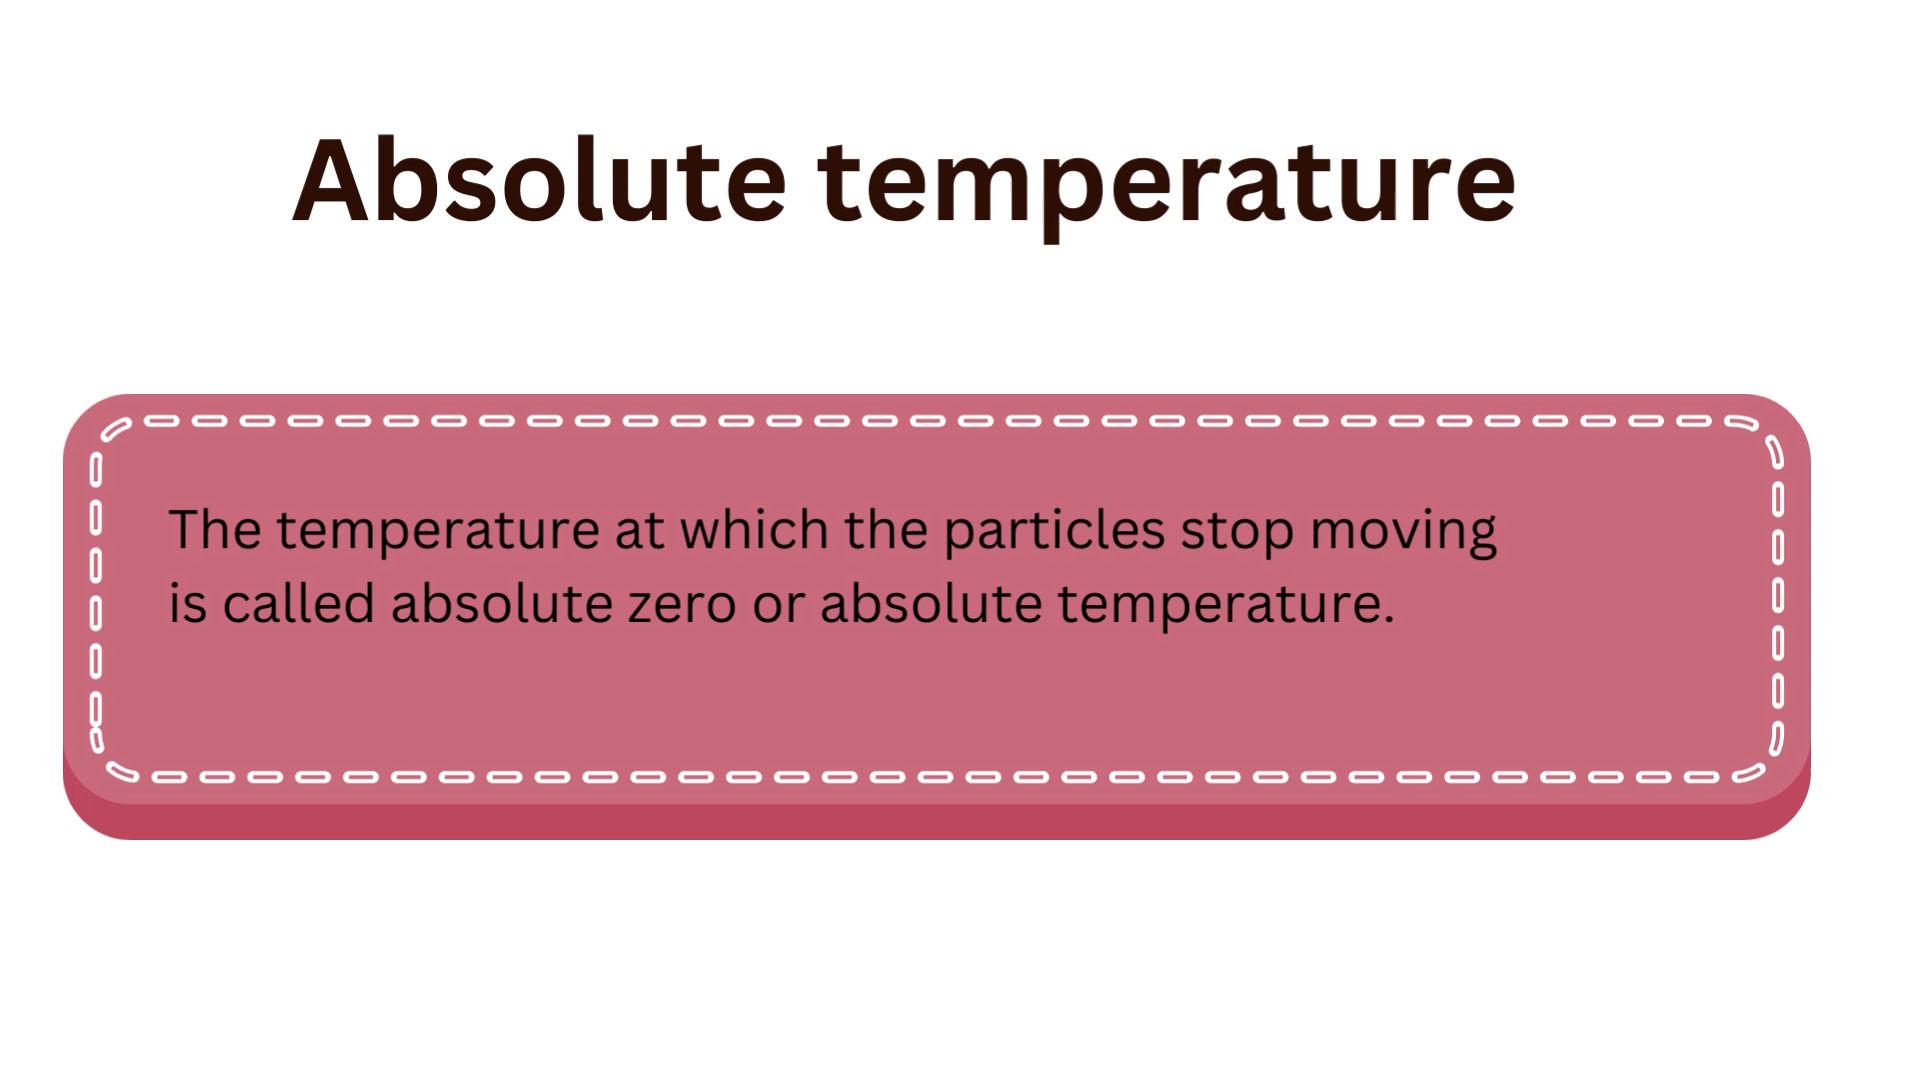 Absolute temperature
The temperature at which the particles stop moving
is called absolute zero or absolute temperature.